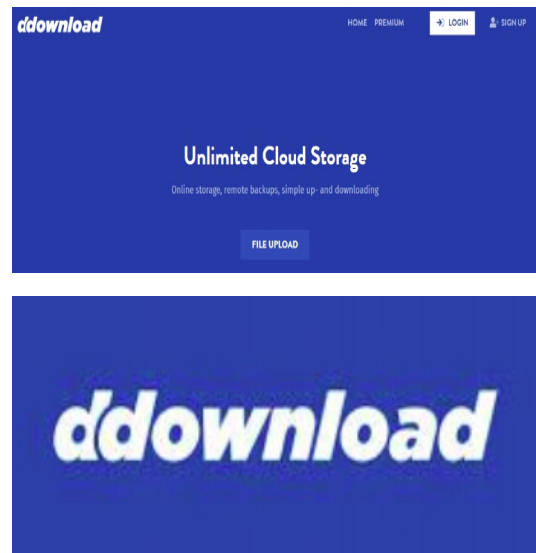 ddownload HOME PREMIUM LOGIN SIGN UP
Unlimited Cloud Storage
Online storage, remote backups, simple up- and downloading
FILE UPLOAD
ddownload